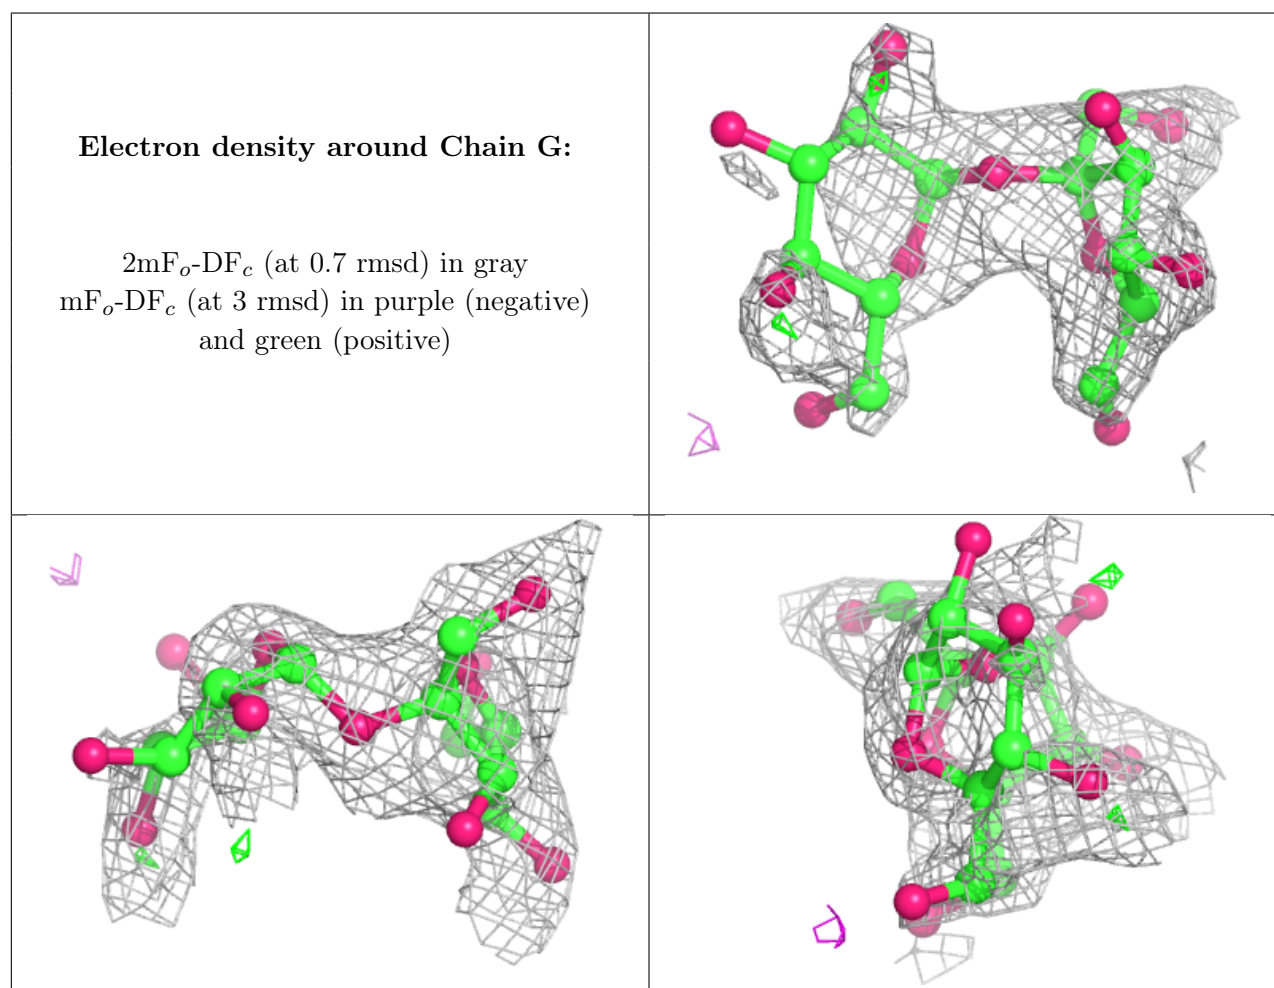 Electron density around Chain G:
2mFo-DFc (at 0.7 rmsd) in gray
mFo-DFc (at 3 rmsd) in purple (negative)
and green (positive)